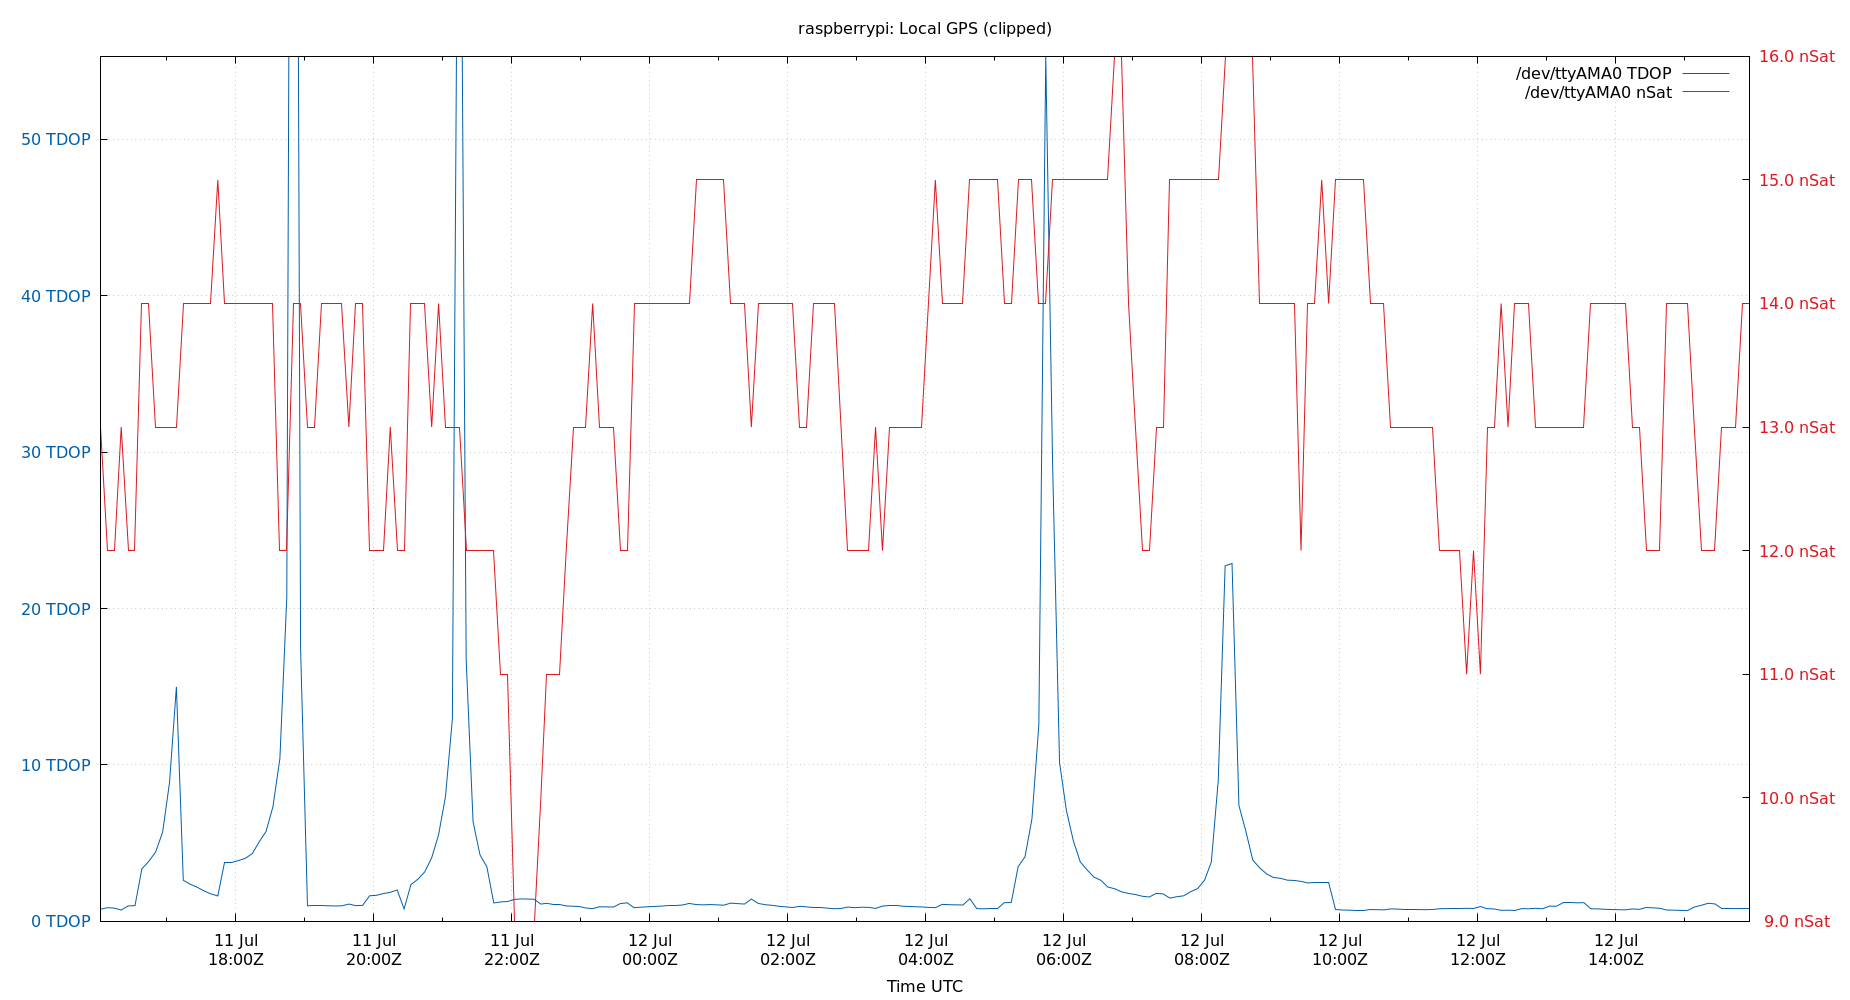 raspberrypi: Local GPS (clipped)
/dev/ttyAMA0 TDOP
/dev/ttyAMA0 nSat
50 TDOP
40 TDOP
30 TDOP
20 TDOP
10 TDOP
0 TDOP
16.0 nSat
15.0 nSat
14.0 nSat
13.0 nSat
12.0 nSat
11.0 nSat
10.0 nSat
9.0 nSat
11 Jul
18:00Z
11 Jul
20:00Z
11 Jul
22:00Z
12 Jul
00:00Z
12 Jul
02:00Z
12 Jul
04:00Z
12 Jul
06:00Z
12 Jul
08:00Z
12 Jul
10:00Z
12 Jul
12:00Z
12 Jul
14:00Z
Time UTC